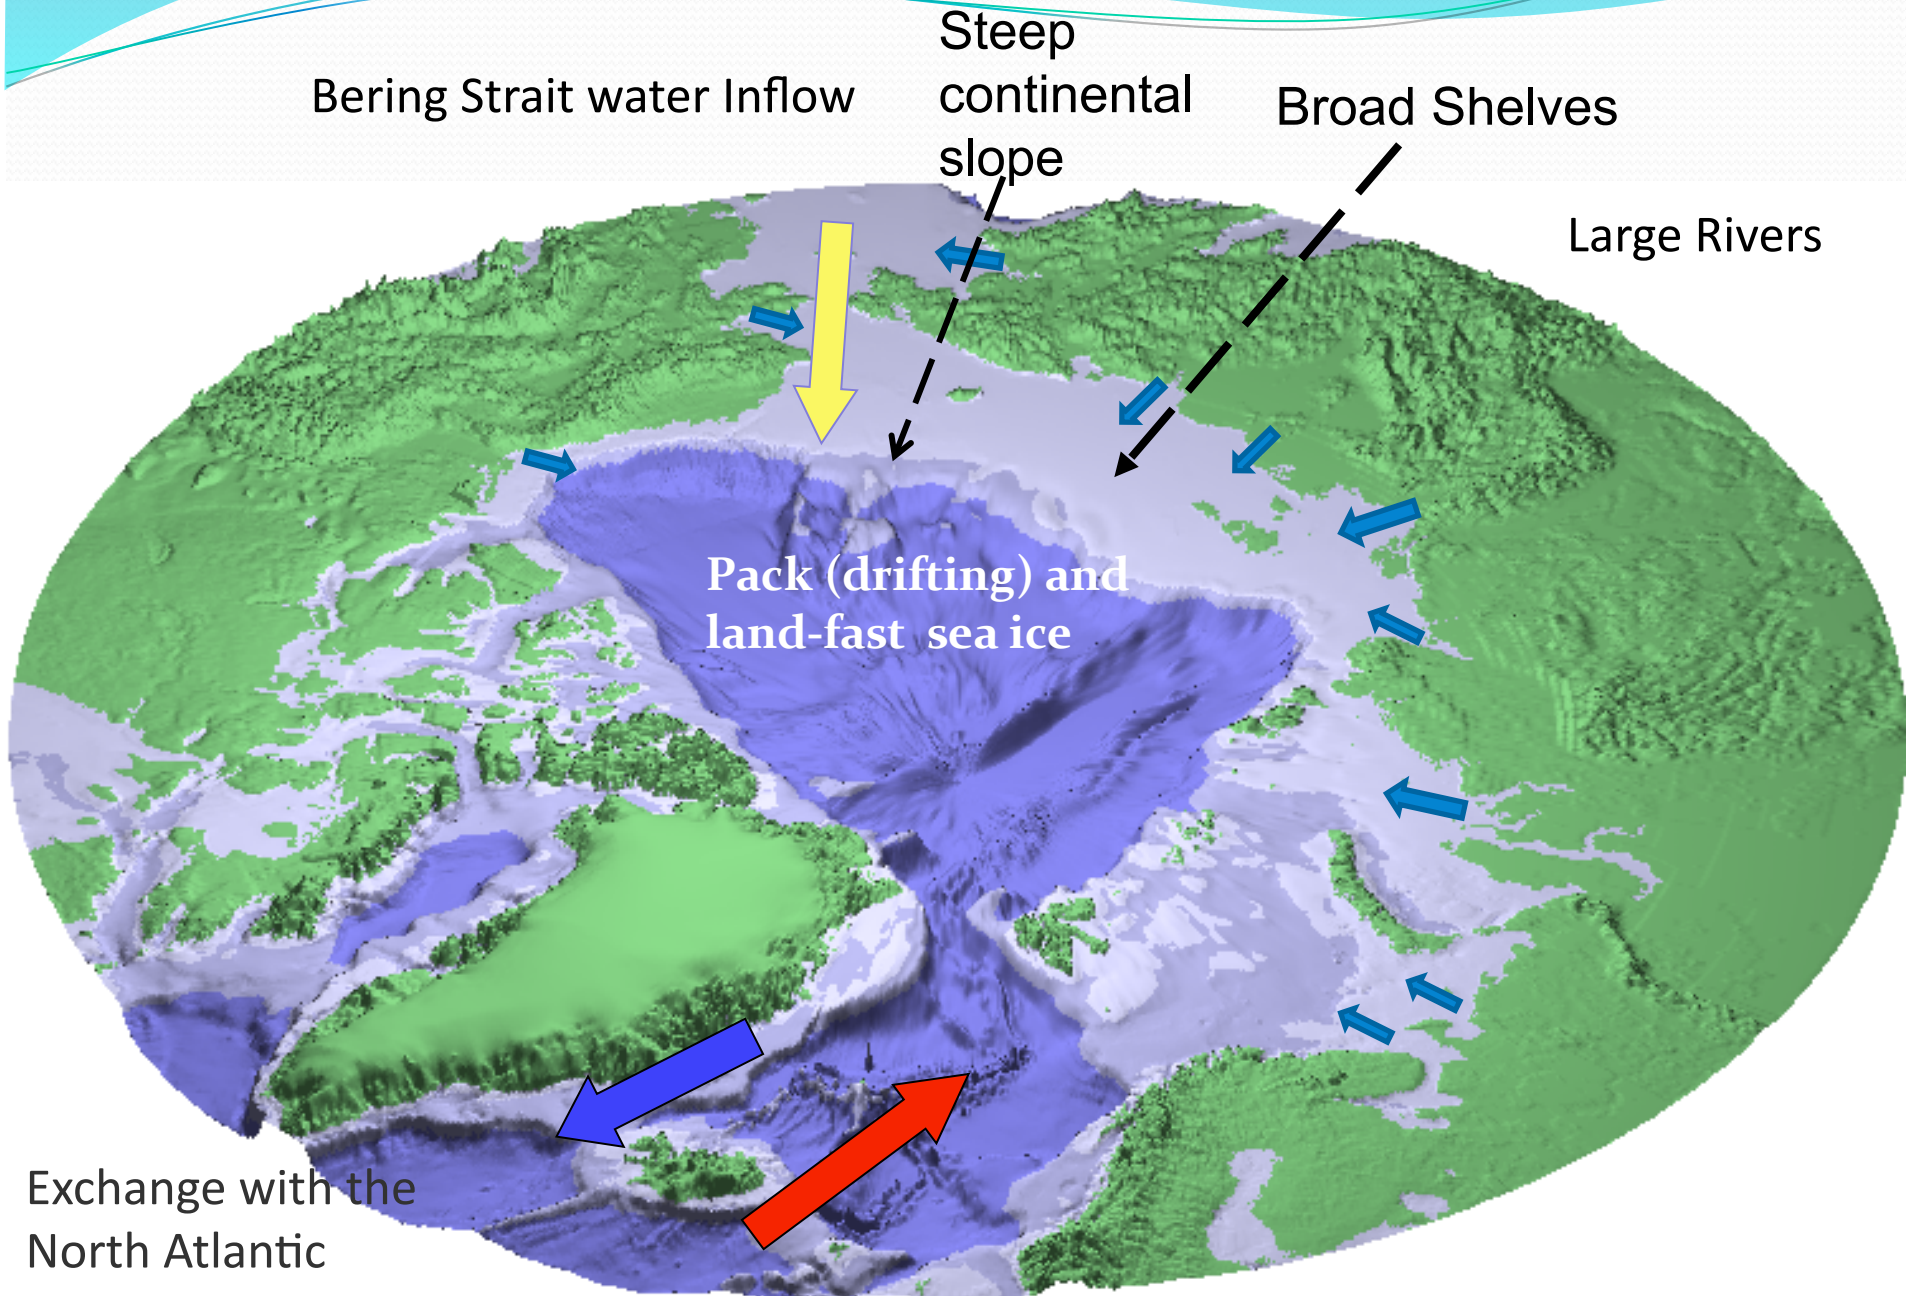 Bering Strait water Inflow
Steep
continental
slope
Broad Shelves
Large Rivers
Pack (drifting) and
land-fast sea ice
Exchange with the
North Atlantic